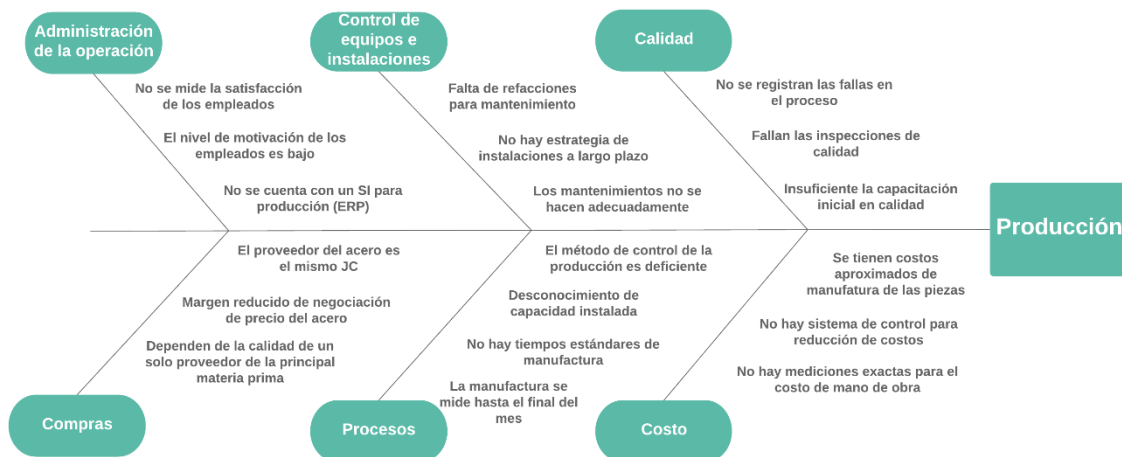 Administración
de la operación
Control de
equipos e
instalaciones
Calidad
No se mide la satisfacción
de los empleados
El nivel de motivación de los
empleados es bajo
No se cuenta con un SI para
producción (ERP)
Falta de refacciones
para mantenimiento
No hay estrategia de
instalaciones a largo plazo
Los mantenimientos no se
hacen adecuadamente
No se registran las fallas en
el proceso
Fallan las inspecciones de
calidad
Insuficiente la capacitación
inicial en calidad
Producción
El proveedor del acero es
el mismo JC
Margen reducido de negociación
de precio del acero
Dependen de la calidad de un
solo proveedor de la principal
materia prima
El método de control de la
producción es deficiente
Desconocimiento de
capacidad instalada
No hay tiempos estándares de
manufactura
La manufactura se
mide hasta el final del
mes
Se tienen costos
aproximados de
manufatura de las piezas
No hay sistema de control para
reducción de costos
No hay mediciones exactas para el
costo de mano de obra
Compras
Procesos
Costo